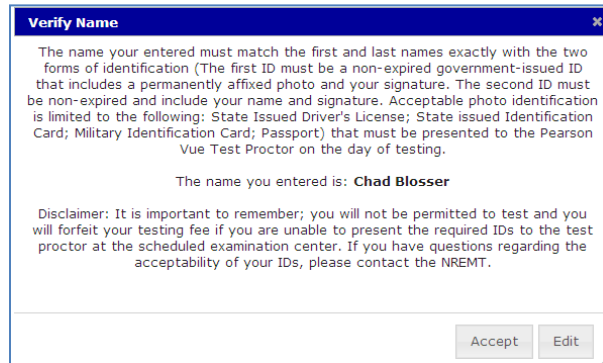 Verify Name
The name your entered must match the first and last names exactly with the two
forms of identification (The first ID must be a non-expired government-issued ID
that includes a permanently affixed photo and your signature. The second ID must
be non-expired and include your name and signature. Acceptable photo identification
is limited to the following: State Issued Driver's License; State issued Identification
Card; Military Identification Card; Passport) that must be presented to the Pearson
Vue Test Proctor on the day of testing.
The name you entered is: Chad Blosser
Disclaimer: It is important to remember; you will not be permitted to test and you
will forfeit your testing fee if you are unable to present the required IDs to the test
proctor at the scheduled examination center. If you have questions regarding the
acceptability of your IDs, please contact the NREMT.
Accept Edit